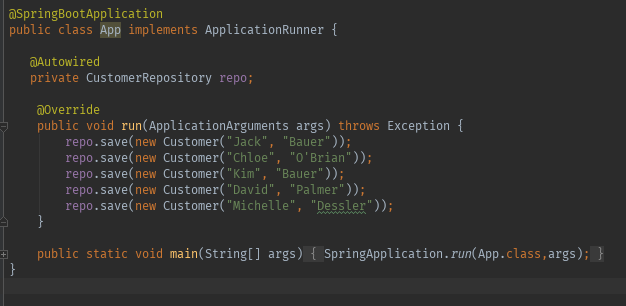 @SpringBootApplication
public class App implements ApplicationRunner {
@Autowired
private CustomerRepository repo;
@Override
public void run(ApplicationArguments args) throws Exception {
repo.save(new Customer("Jack", "Bauer"));
repo.save(new Customer("Chloe", "O'Brian"));
repo.save(new Customer("Kim", "Bauer"));
repo.save(new Customer("David", "Palmer"));
repo.save(new Customer("Michelle", "Dessler"));
}
public static void main(String[] args) { SpringApplication.run(App.class,args); }
}